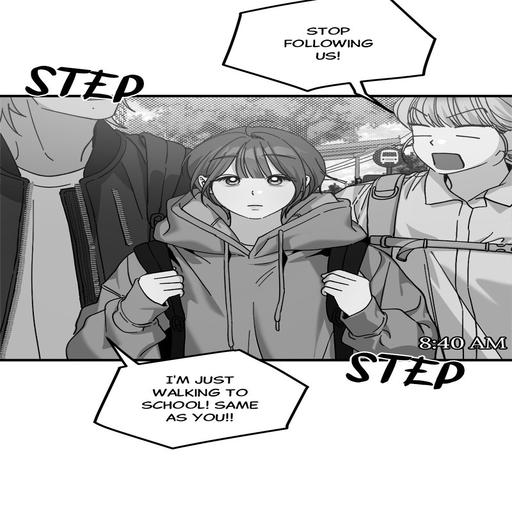 STOP
FOLLOWING
US!
STEP
8:40 AM
STEP
I'M JUST
WALKING TO
SCHOOL! SAME
AS YOU!!